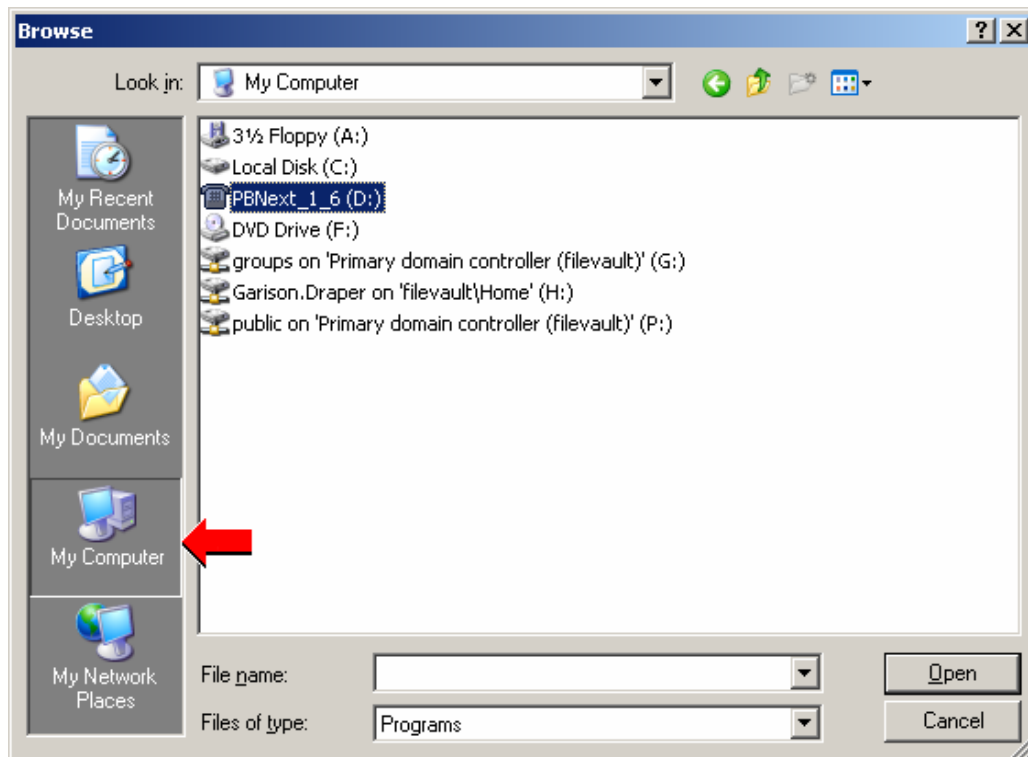 Browse
Look in:
My Computer
3½ Floppy (A:)
Local Disk (C:)
PBNext_1_6 (D:)
DVD Drive (F:)
groups on 'Primary domain controller (filevault)' (G:)
Garison.Draper on 'filevault\Home' (H:)
public on 'Primary domain controller (filevault)' (P:)
My Recent
Documents
Desktop
My Documents
My Computer
My Network
Places
File name:
Open
Files of type:
Programs
Cancel